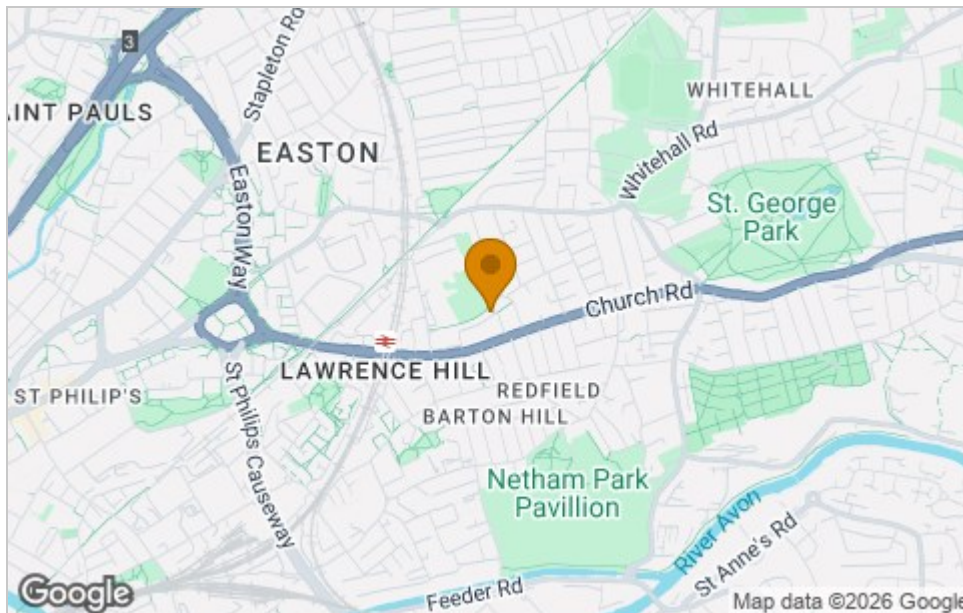 3
Stapleton Rd
WHITEHALL
AINT PAULS
EASTON
Whitehall Rd
Easton Way
St. George
Park
Church Rd
LAWRENCE HILL
REDFIELD
ST PHILIP'S
BARTON HILL
St Philips Causeway
Netham Park
Pavillion
River Avon
St Anne's Rd
Feeder Rd
Google
Map data ©2026 Google